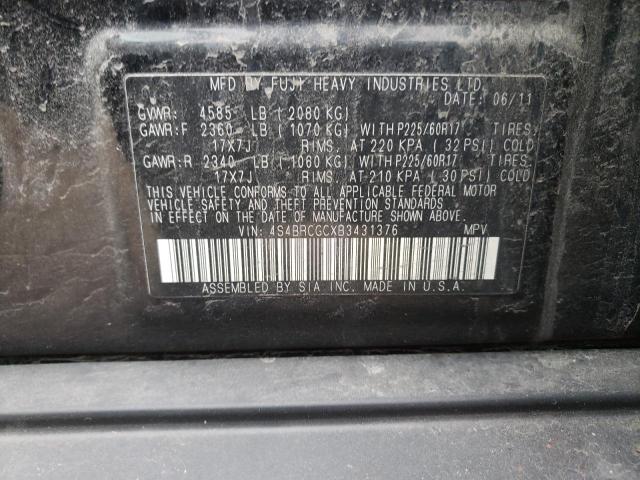 MFD BY FUJI HEAVY INDUSTRIES LTD.
DATE: 06/11
GVWR: 4585 LB (2080 KG)
GAWR:F 2360 LB (1070 KG) WITH P225/60R17 TIRES.
17X7J RIMS. AT 220 KPA (32 PSI) COLD
GAWR:R 2340 LB (1060 KG) WITH P225/60R17 TIRES.
17X7J RIMS. AT 210 KPA (30 PSI) COLD
THIS VEHICLE CONFORMS TO ALL APPLICABLE FEDERAL MOTOR
VEHICLE SAFETY AND THEFT PREVENTION STANDARDS
IN EFFECT ON THE DATE OF MANUFACTURE SHOWN ABOVE.
VIN: 4S4BRCGCXB3431376 MPV
ASSEMBLED BY SIA INC. MADE IN U.S.A.